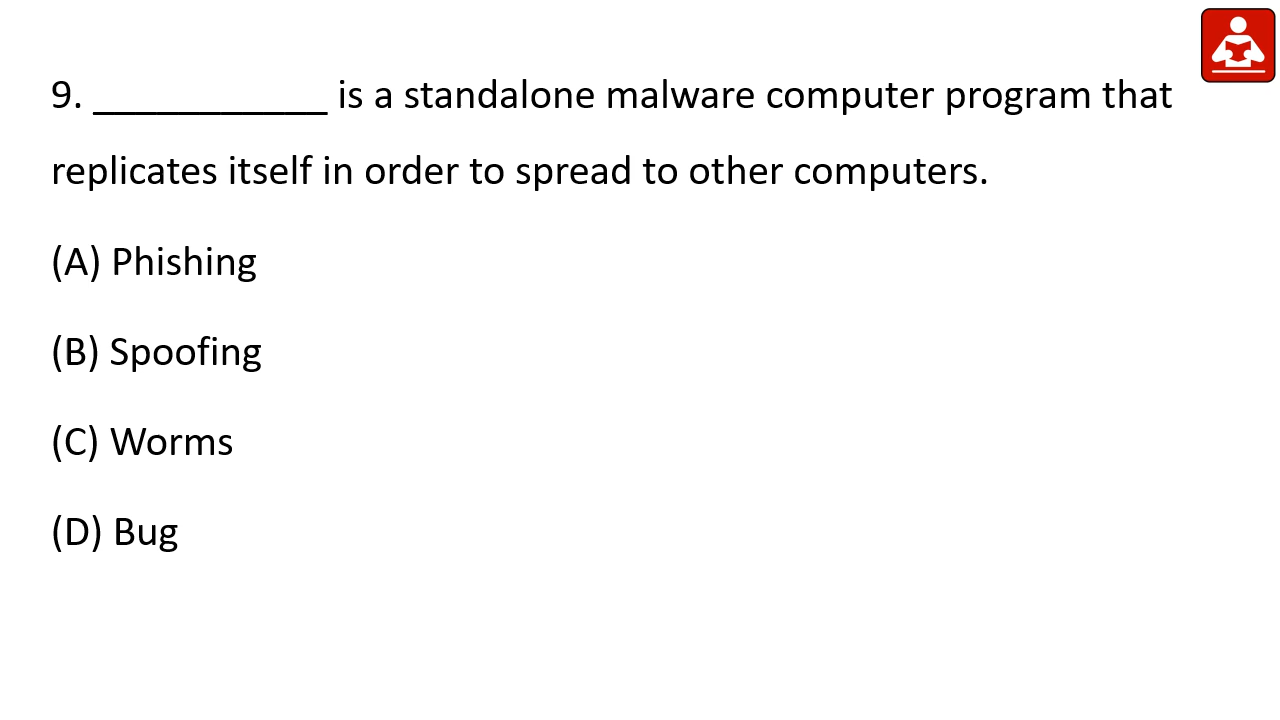 9. ___________ is a standalone malware computer program that
replicates itself in order to spread to other computers.
(A) Phishing
(B) Spoofing
(C) Worms
(D) Bug